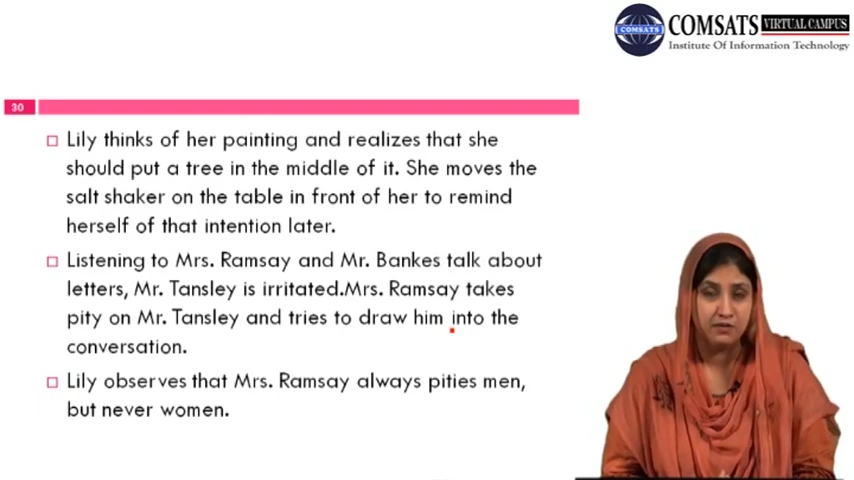 COMSATS
COMSATS VIRTUAL CAMPUS
Institute Of Information Technology
30
Lily thinks of her painting and realizes that she
should put a tree in the middle of it. She moves the
salt shaker on the table in front of her to remind
herself of that intention later.
Listening to Mrs. Ramsay and Mr. Bankes talk about
letters, Mr. Tansley is irritated.Mrs. Ramsay takes
pity on Mr. Tansley and tries to draw him into the
conversation.
Lily observes that Mrs. Ramsay always pities men,
but never women.